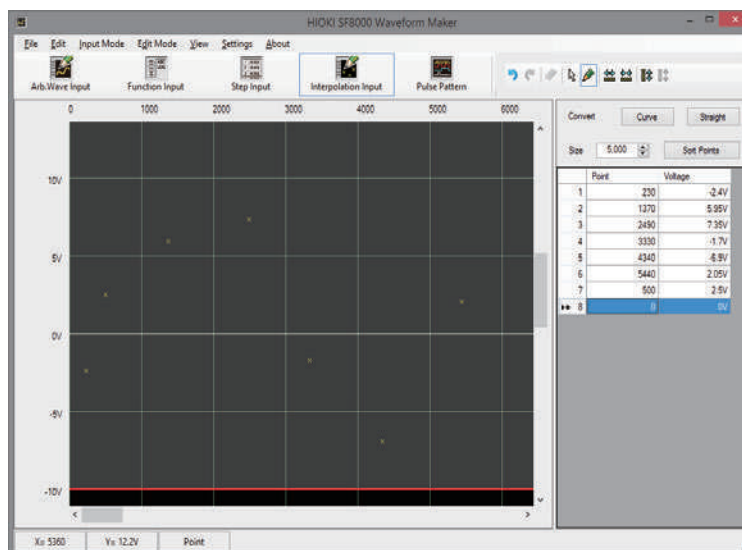 HIOKI SF8000 Waveform Maker
File Edit Input Mode Edit Mode View Settings About
Arb.Wave Input Function Input Step Input Interpolation Input Pulse Pattern
0 1000 2000 3000 4000 5000 6000
10V
5V
0V
-5V
-10V
Convert Curve Straight
Size 5.000 Sort Points
Point Voltage
1 230 -2.4V
2 1370 5.95V
3 2490 7.35V
4 3330 -1.7V
5 4340 -6.9V
6 5440 2.05V
7 500 2.5V
8 0 0V
X= 5360 Y= 12.2V Point